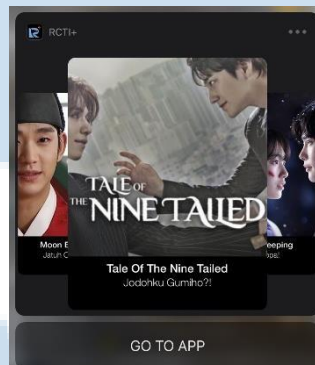 RCTI+
TALE OF
THE NINE TAILED
Moon E
Jatuh C
Tale Of The Nine Tailed
Jodohku Gumiho?!
eeping
opa!
GO TO APP